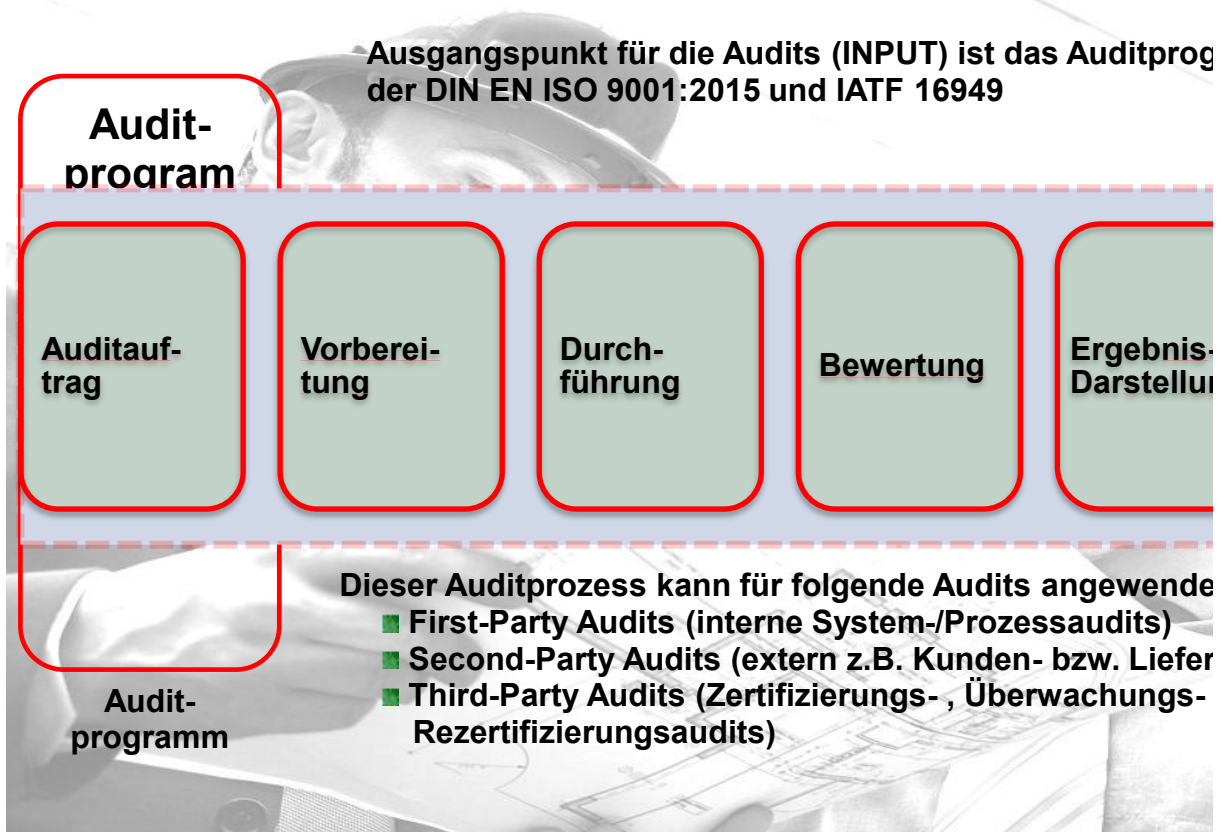 Ausgangspunkt für die Audits (INPUT) ist das Auditprog
der DIN EN ISO 9001:2015 und IATF 16949
Audit-
program
Auditauf-
trag
Vorberei-
tung
Durch-
führung
Bewertung
Ergebnis-
Darstellur
Dieser Auditprozess kann für folgende Audits angewende
First-Party Audits (interne System-/Prozessaudits)
Second-Party Audits (extern z.B. Kunden- bzw. Liefer
Third-Party Audits (Zertifizierungs- , Überwachungs-
Rezertifizierungsaudits)
Audit-
programm